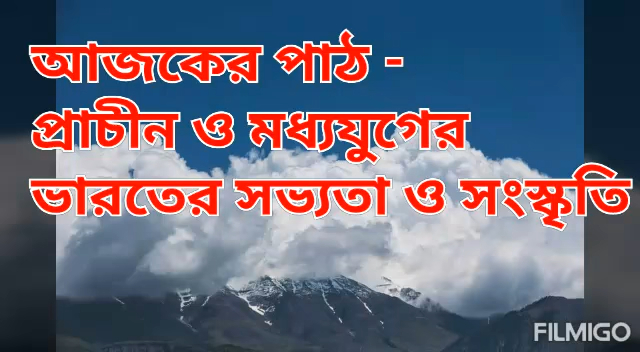 আজকের পাঠ -
প্রাচীন ও মধ্যযুগের
ভারতের সভ্যতা ও সংস্কৃতি
FILMIGO